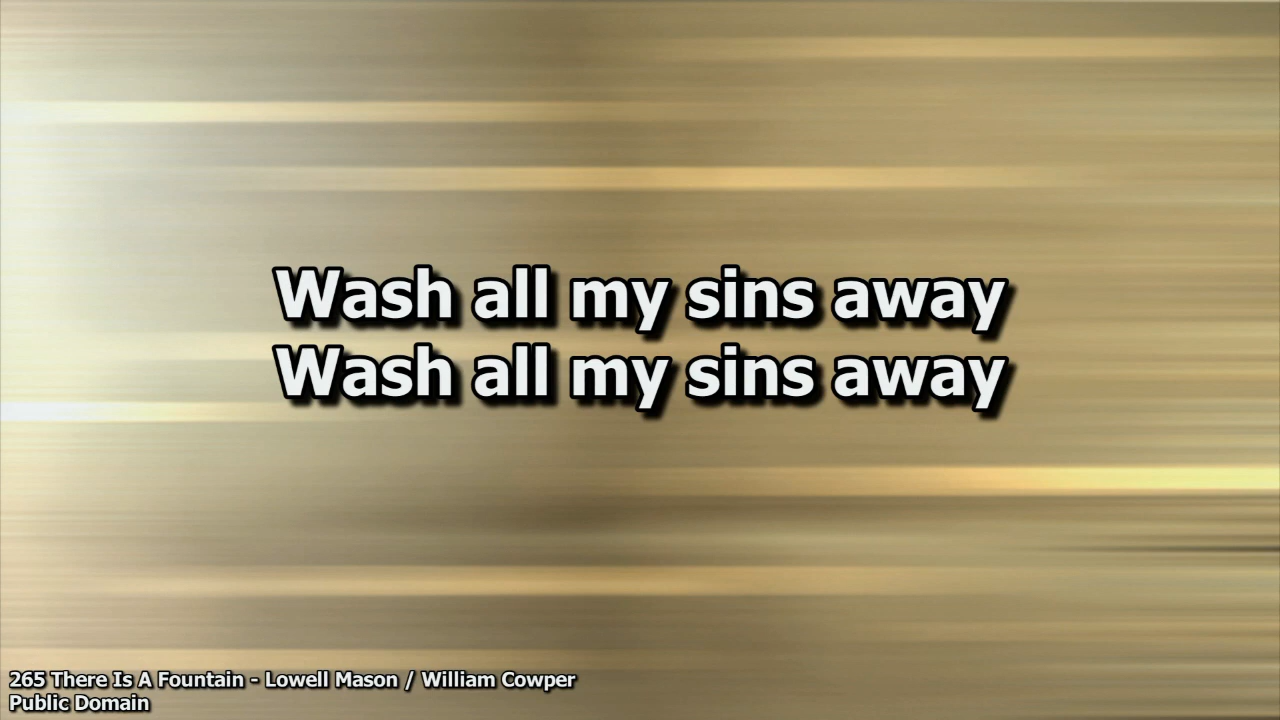 Wash all my sins away
Wash all my sins away
265 There Is A Fountain - Lowell Mason / William Cowper
Public Domain